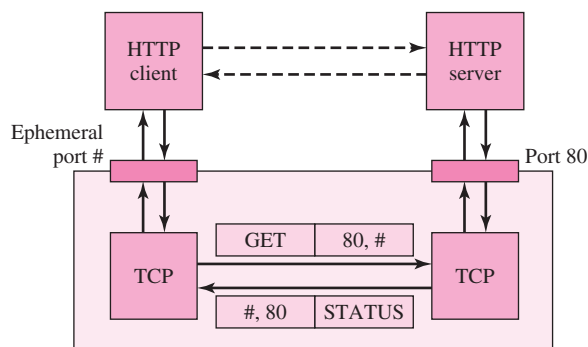 HTTP
client
HTTP
server
Ephemeral
port #
Port 80
GET
80, #
TCP
TCP
#, 80
STATUS